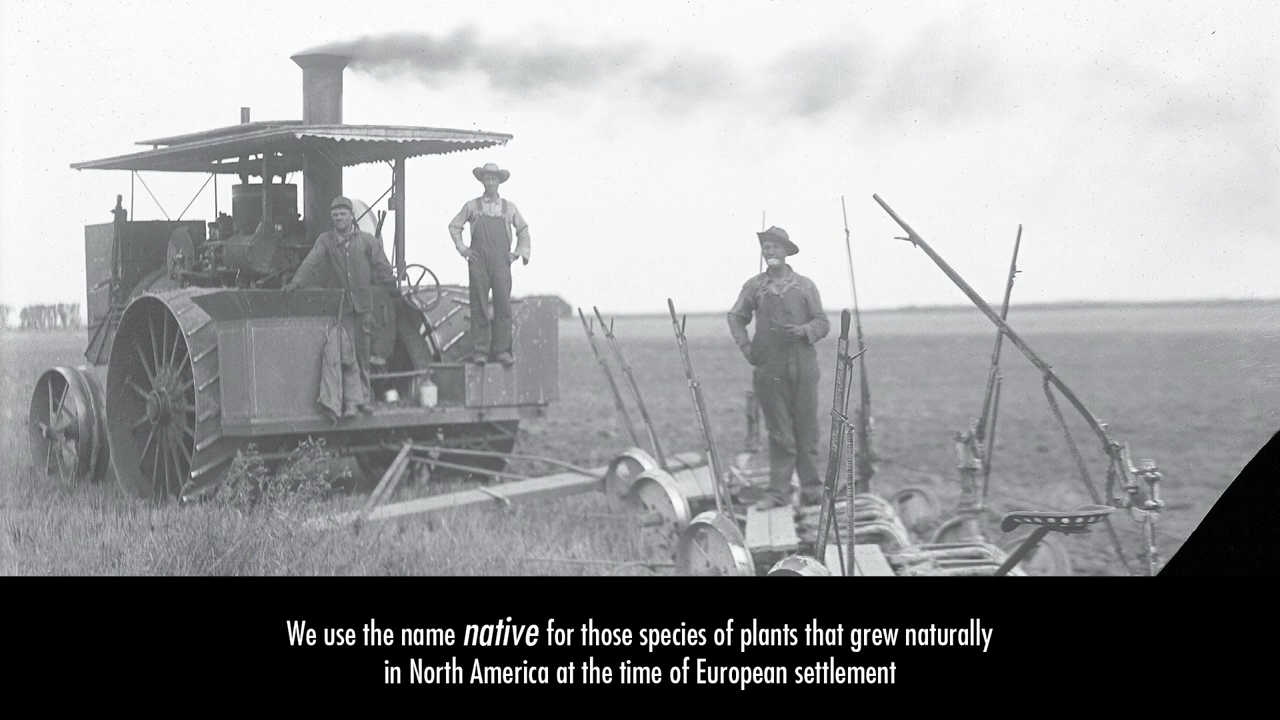 We use the name native for those species of plants that grew naturally
in North America at the time of European settlement